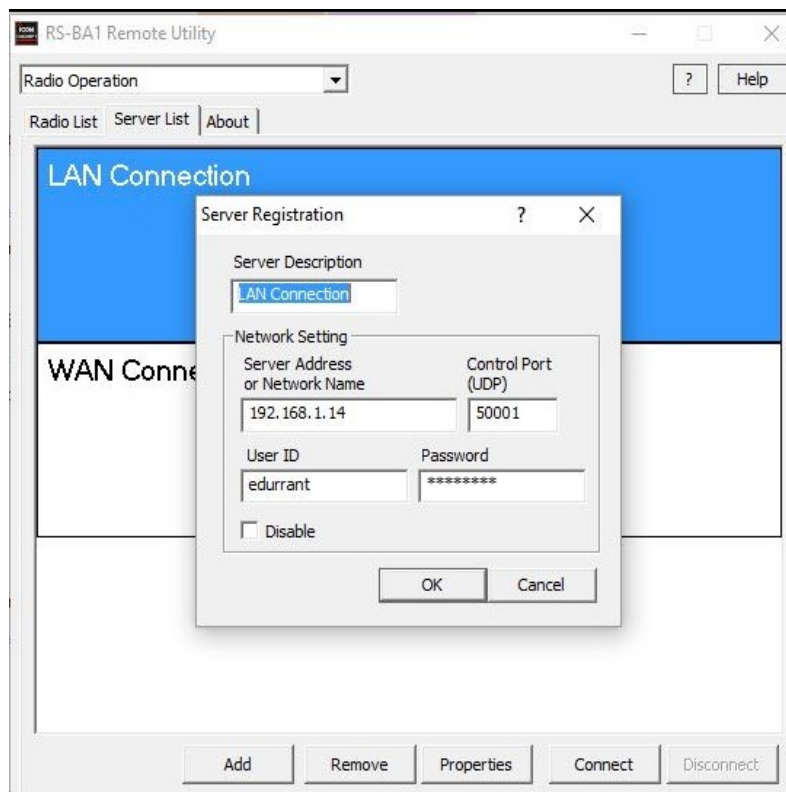 RS-BA1 Remote Utility
Radio Operation
? Help
Radio List Server List About
LAN Connection
Server Registration ?
Server Description
LAN Connection
WAN Conne
Network Setting
Server Address
or Network Name
Control Port
(UDP)
192.168.1.14 50001
User ID Password
edurrant ********
Disable
OK Cancel
Add Remove Properties Connect Disconnect